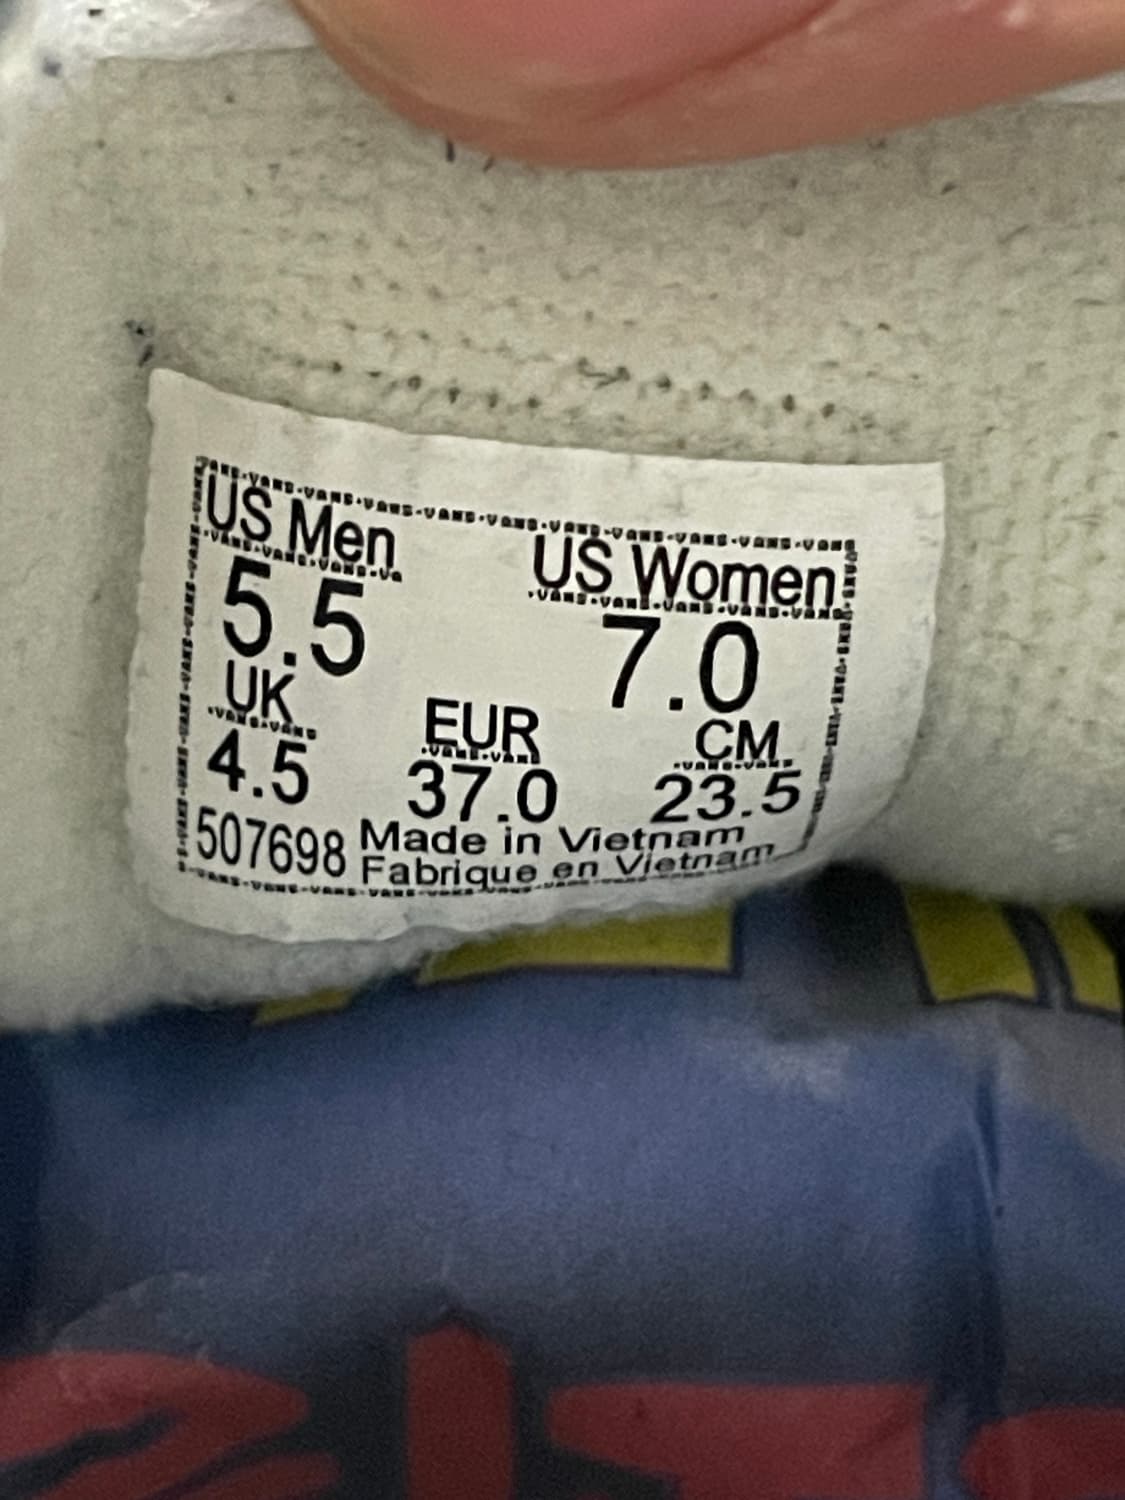 US Men US Women
5.5 7.0
UK EUR CM
4.5 37.0 23.5
507698 Made in Vietnam
Fabrique en Vietnam